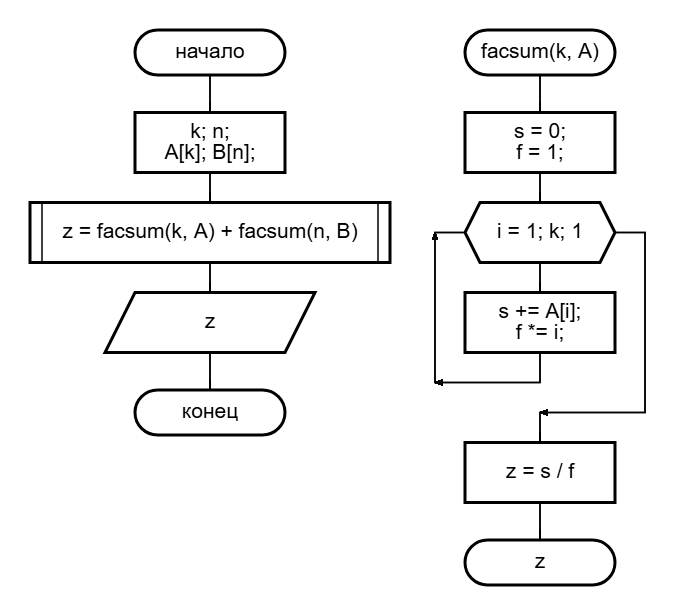 начало
k; n;
A[k]; B[n];
z = facsum(k, A) + facsum(n, B)
z
конец
facsum(k, A)
s = 0;
f = 1;
i = 1; k; 1
s += A[i];
f *= i;
z = s / f
z